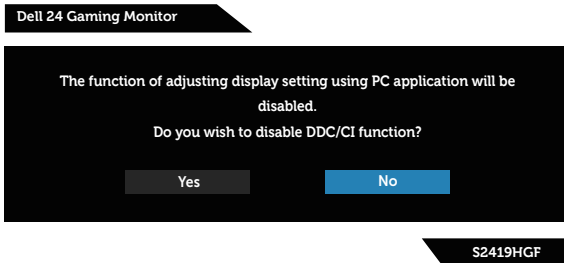 Dell 24 Gaming Monitor
The function of adjusting display setting using PC application will be
disabled.
Do you wish to disable DDC/CI function?
Yes No
S2419HGF